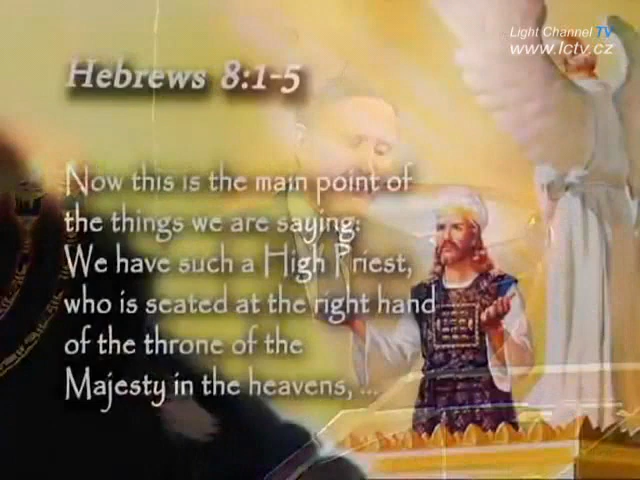 Light Channel TV
www.lctv.cz
Hebrews 8:1-5
Now this is the main point of
the things we are saying:
We have such a High Priest,
who is seated at the right hand
of the throne of the
Majesty in the heavens, ...